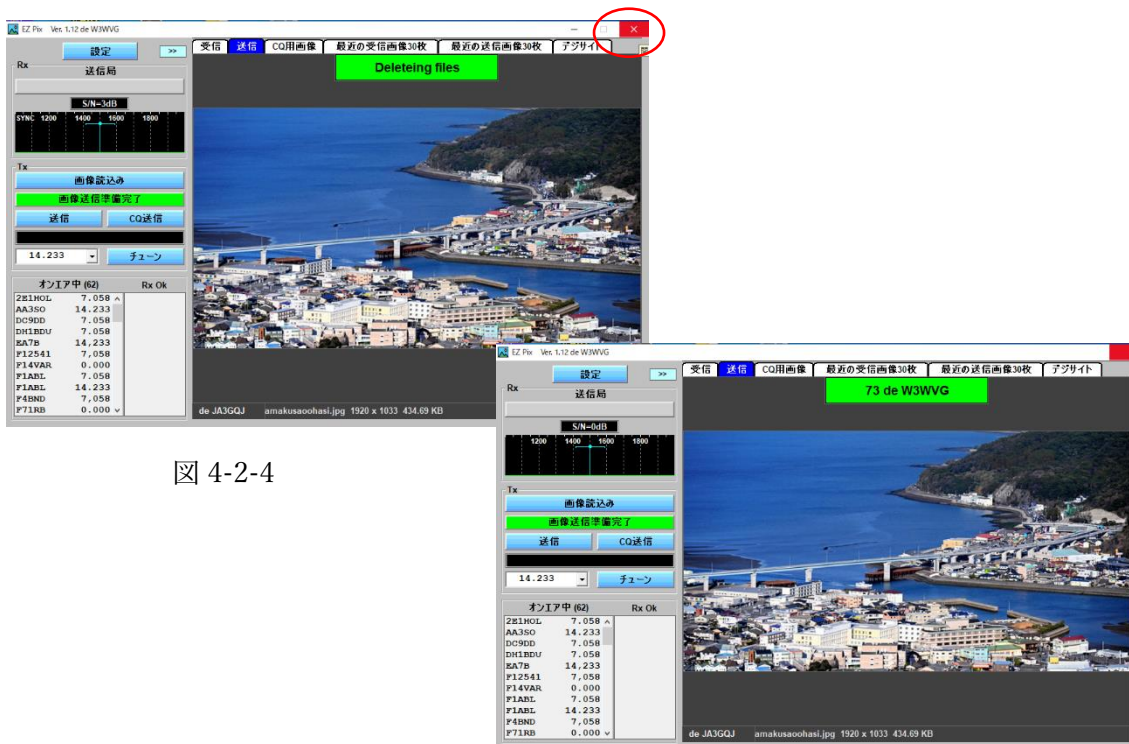 EZ Pix Ver. 1.12 de W3WVG
設定 >>
受信 送信 CQ用画像 最近の受信画像30枚 最近の送信画像30枚 デジサイト
Deleteing files
Rx
送信局
S/N=3dB
SYNC 1200 1400 1600 1800
Tx
画像読込み
画像送信準備完了
送信 CQ送信
14.233 チューン
オンエア中 (62) Rx Ok
2E1HOL 7.058
AA3SO 14.233
DC9DD 7.058
DH1BDU 7.058
EA7B 14,233
F12541 7,058
F14VAR 0.000
F1ABL 7.058
F1ABL 14.233
F4BND 7,058
F71RB 0.000
de JA3GQJ amakusaoohasi.jpg 1920 x 1033 434.69 KB
図 4-2-4
EZ Pix Ver. 1.12 de W3WVG
設定 >>
受信 送信 CQ用画像 最近の受信画像30枚 最近の送信画像30枚 デジサイト
73 de W3WVG
Rx
送信局
S/N=0dB
1200 1400 1600 1800
Tx
画像読込み
画像送信準備完了
送信 CQ送信
14.233 チューン
オンエア中 (62) Rx Ok
2E1HOL 7.058
AA3SO 14.233
DC9DD 7.058
DH1BDU 7.058
EA7B 14,233
F12541 7,058
F14VAR 0.000
F1ABL 7.058
F1ABL 14.233
F4BND 7,058
F71RB 0.000
de JA3GQJ amakusaoohasi.jpg 1920 x 1033 434.69 KB